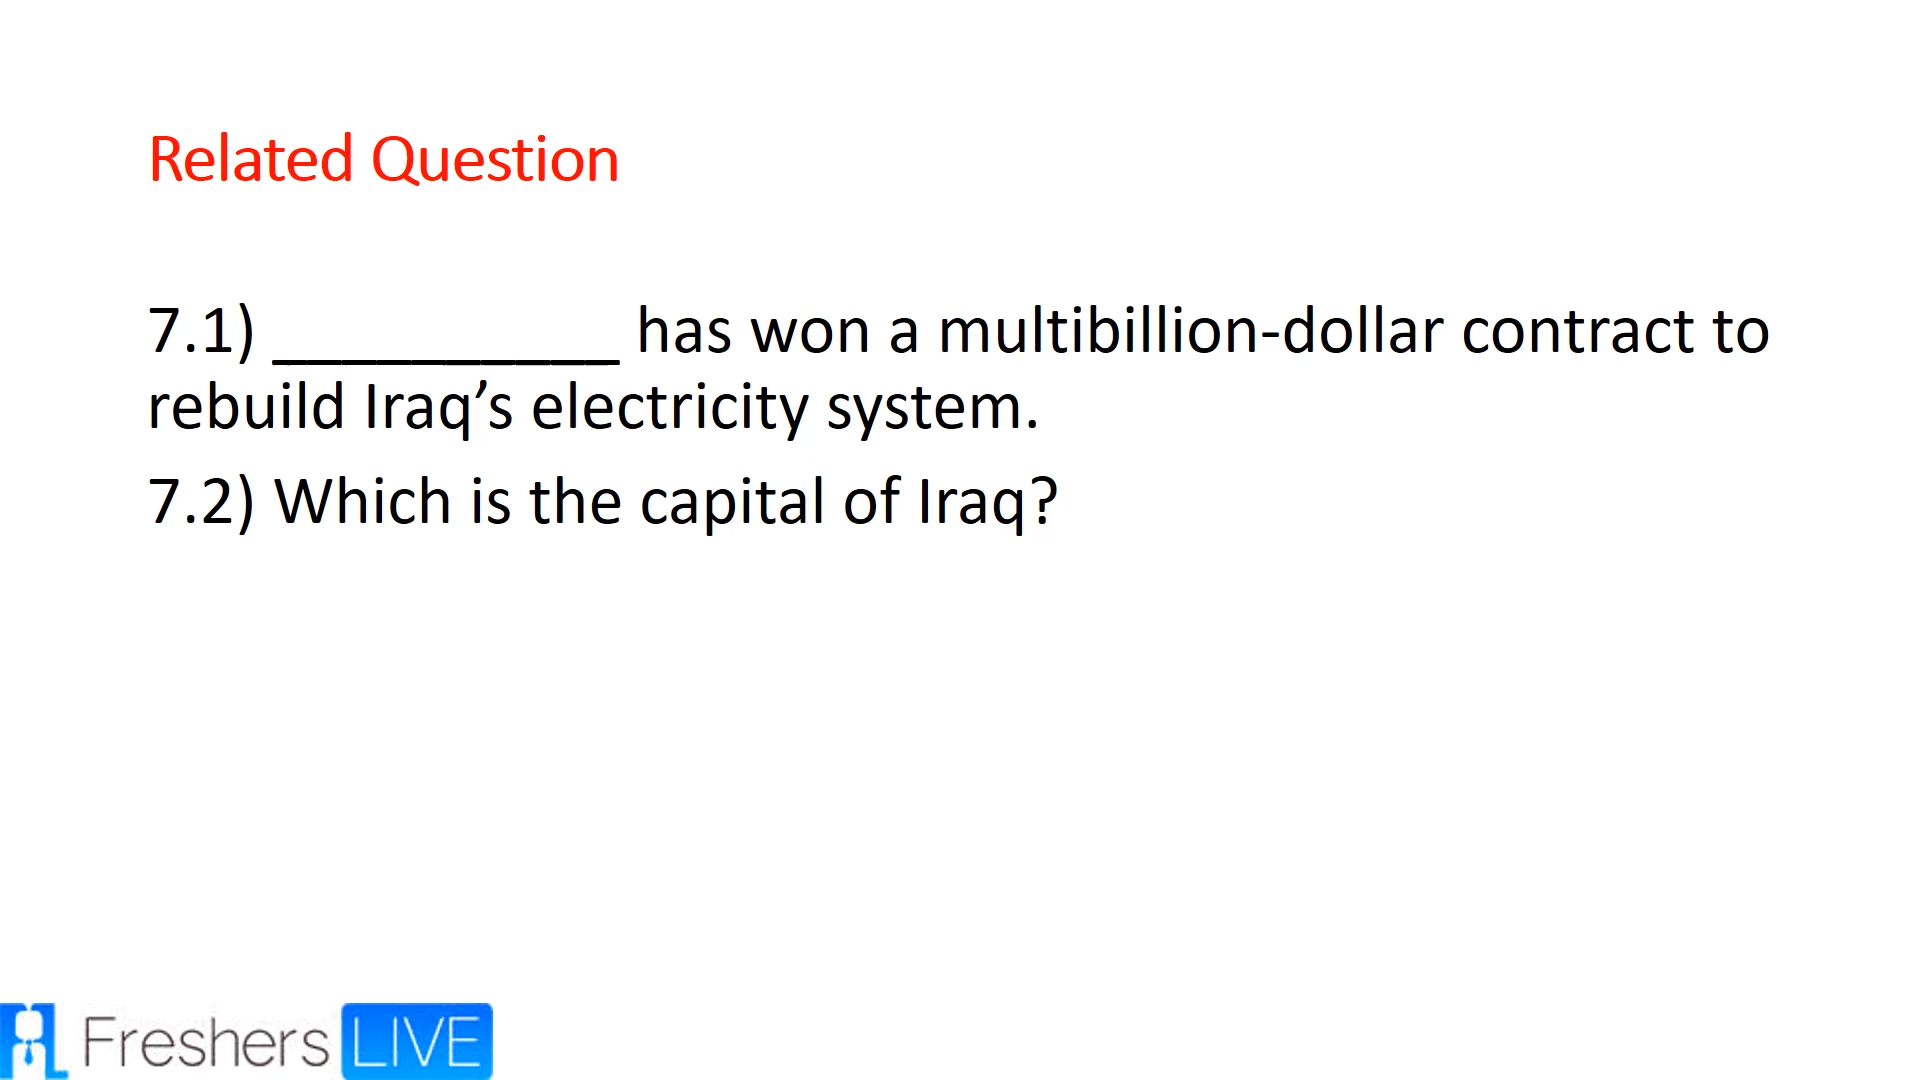 Related Question
7.1) __________ has won a multibillion-dollar contract to
rebuild Iraq’s electricity system.
7.2) Which is the capital of Iraq?
Freshers LIVE